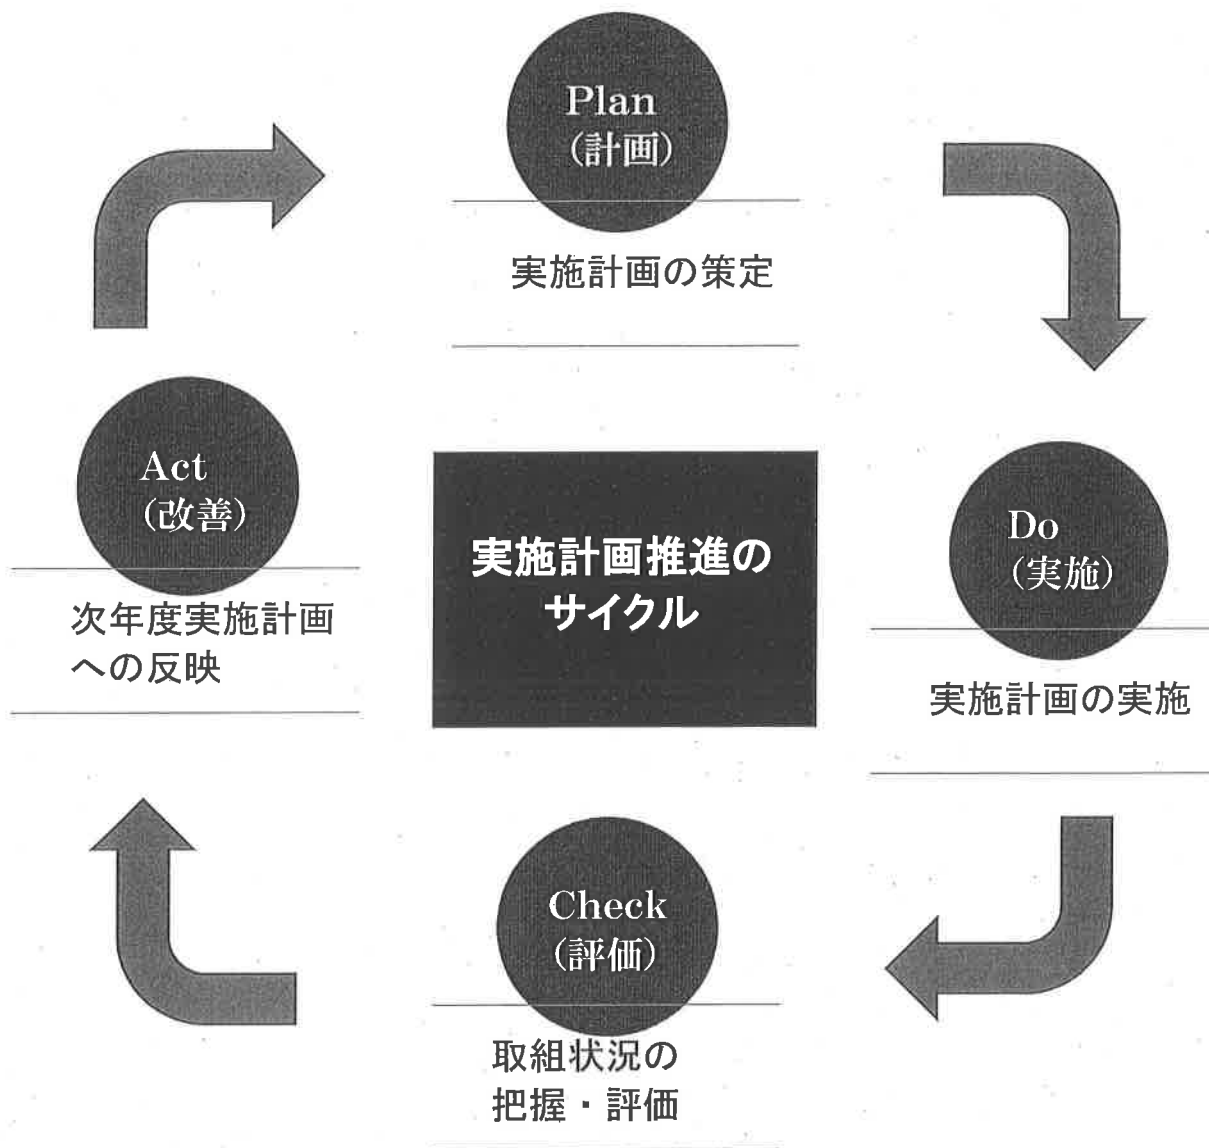 Plan
(計画)
実施計画の策定
Do
(実施)
実施計画の実施
Check
(評価)
取組状況の
把握・評価
Act
(改善)
次年度実施計画
への反映
実施計画推進の
サイクル